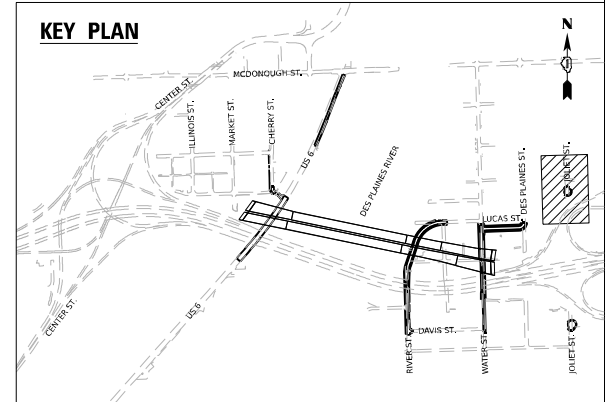 KEY PLAN
N
MCDONOUGH ST.
CENTER ST.
ILLINOIS ST.
MARKET ST.
CHERRY ST.
US 6
DES PLAINES RIVER
DES PLAINES ST.
JOLIET ST.
LUCAS ST.
US 6
CENTER ST.
RIVER ST.
DAVIS ST.
WATER ST.
JOLIET ST.